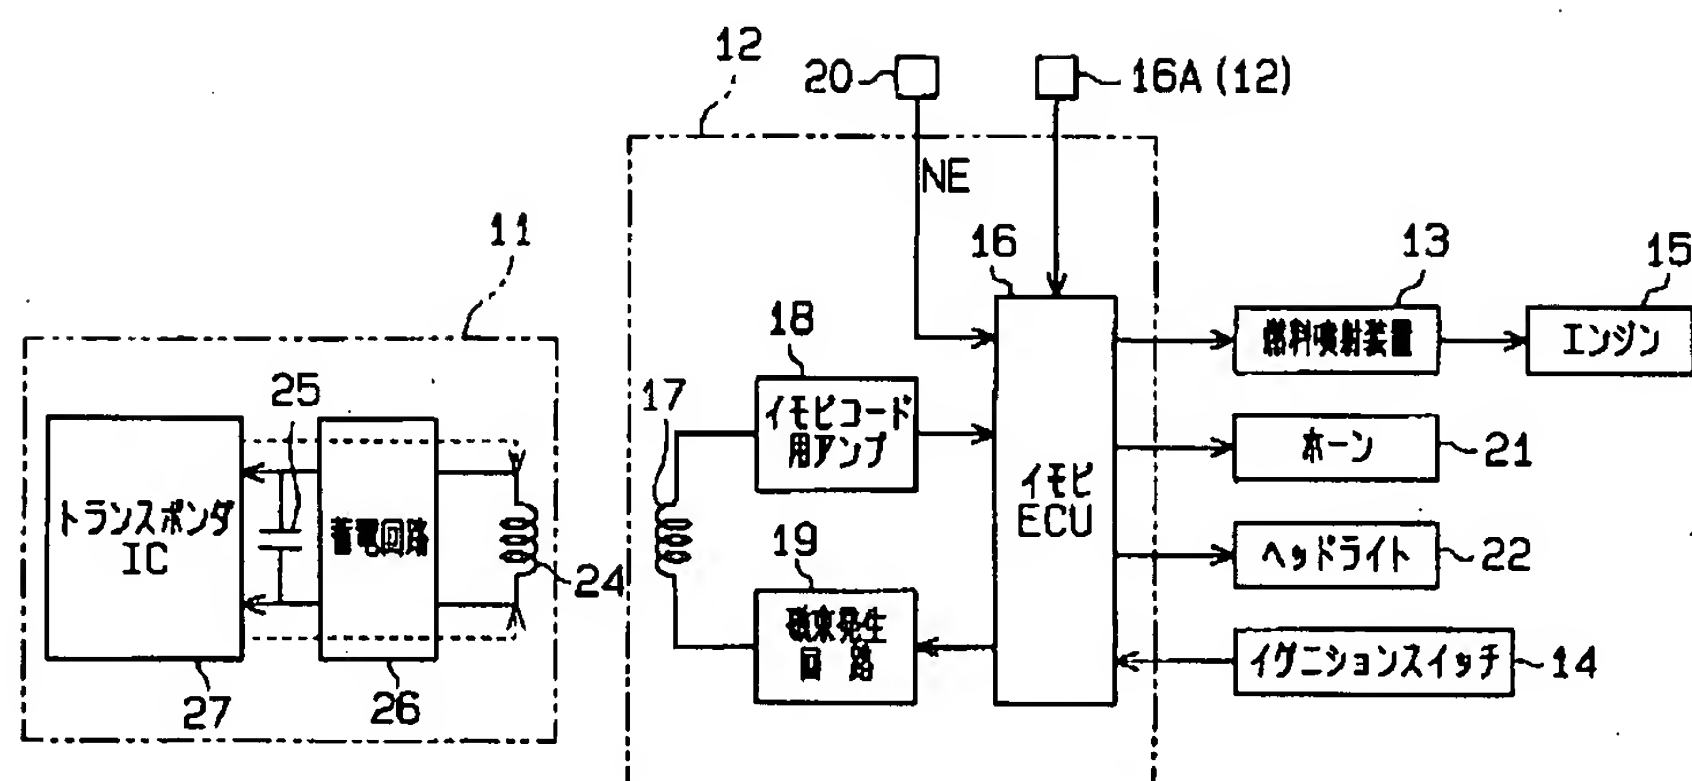 12
20
16A (12)
NE
11
16
13
15
18
燃料噴射装置
エンジン
25
17
イモビコード
用アンプ
ホーン
21
トランスポンダ
IC
蓄電回路
イモビ
ECU
24
19
ヘッドライト
22
磁束発生
回路
イグニションスイッチ
14
27
26